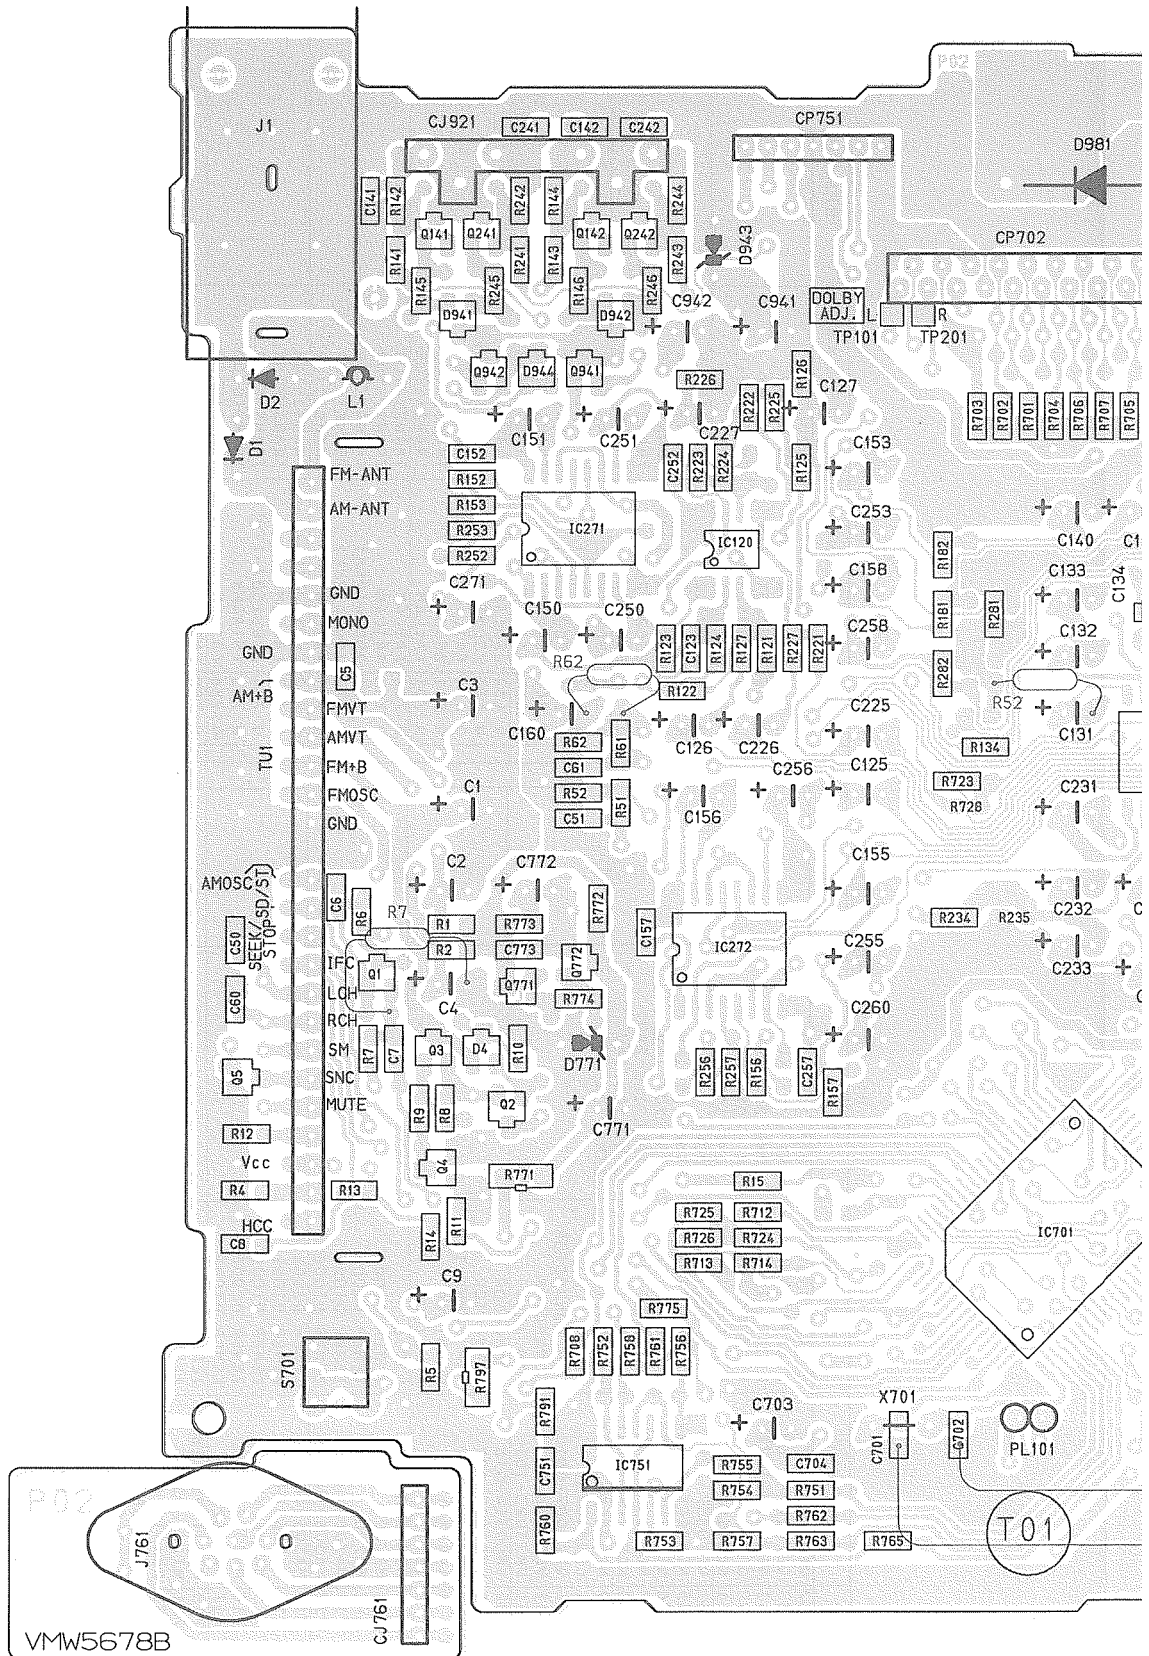 P02
J1
CJ921
C241
C142
C242
CP751
D981
C141
R142
R242
R144
R244
Q141
Q241
Q142
Q242
D943
CP702
R141
R241
R143
R243
R145
R245
R146
R246
C942
C941
DOLBY
ADJ.
L
R
TP101
TP201
D941
D942
Q942
D944
Q941
R226
R126
D2
L1
R222
R225
C127
R703
R702
R701
R704
R706
R707
R705
C151
C251
C227
D1
C152
FM-ANT
R152
C252
R223
R224
R125
C153
AM-ANT
R153
R253
R252
IC271
IC120
C253
C140
R182
C271
C158
C133
C134
GND
MONO
C150
C250
R181
R281
GND
C5
R62
R123
C123
R124
R127
R121
R227
R221
C258
C132
R282
R122
AM+B
FMVT
C3
R52
C160
C126
C226
C225
C131
AMVT
R62
R61
R134
TU1
FM+B
C61
C256
C125
R723
FMOSC
C1
R52
R51
R728
C231
GND
C51
C156
C2
C772
C155
AMOSC
SEEK/SD/ST
STOP
C6
R6
R7
R1
R773
R772
C157
R234
R235
C232
C50
R2
C773
IC272
IFC
Q1
Q772
C255
C233
LCH
C4
Q771
R774
C60
RCH
C260
SM
R7
C7
Q3
D4
R10
D771
Q5
SNC
R256
R257
R156
C257
R157
MUTE
R9
R8
Q2
C771
R12
Vcc
Q4
R771
R15
R4
R13
R725
R712
HCC
R14
R11
R726
R724
IC701
C8
R713
R714
C9
R775
S701
R5
R797
R708
R752
R758
R761
R756
R791
C703
X701
C701
C702
PL101
C751
IC751
R755
C704
P02
R754
R751
R760
R762
T01
J761
R753
R757
R763
R765
CJ761
VMW5678B